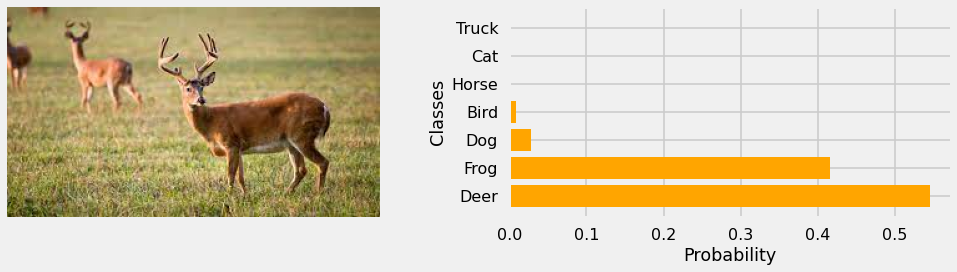 Truck
Cat
Horse
Bird
Dog
Frog
Deer
Classes
0.0 0.1 0.2 0.3 0.4 0.5
Probability